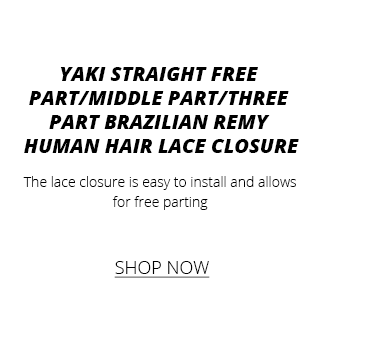 YAKI STRAIGHT FREE
PART/MIDDLE PART/THREE
PART BRAZILIAN REMY
HUMAN HAIR LACE CLOSURE
The lace closure is easy to install and allows
for free parting
SHOP NOW